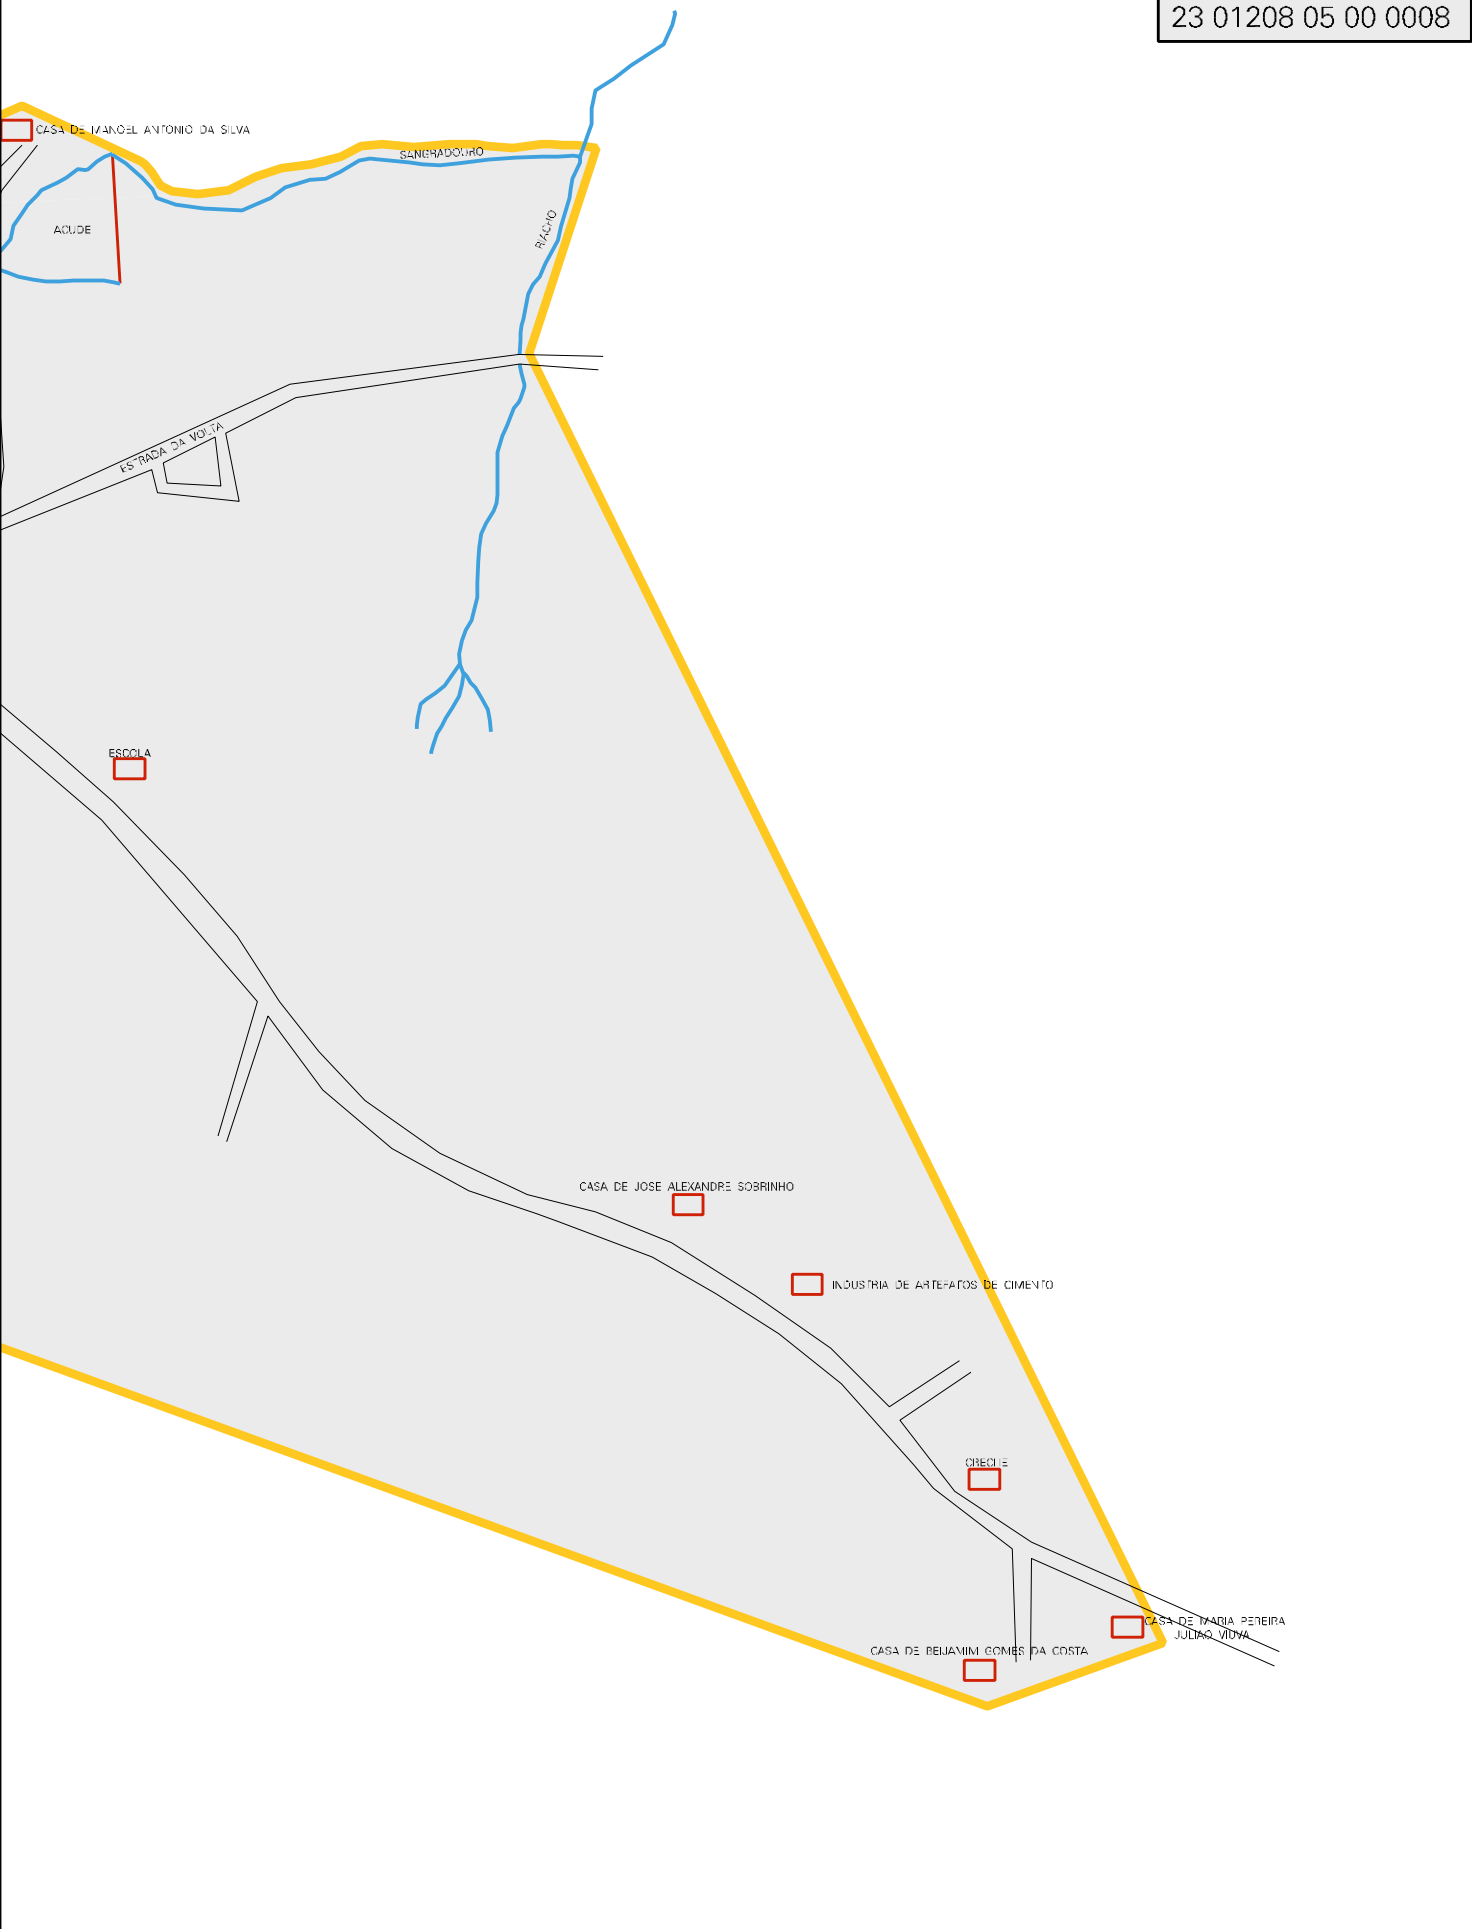 23 01208 05 00 0008
CASA DE MANOEL ANTONIO DA SILVA
SANGRADOURO
RIACHO
ACUDE
ESTRADA DA VOLTA
ESCOLA
CASA DE JOSE ALEXANDRE SOBRINHO
INDUSTRIA DE ARTEFATOS DE CIMENTO
CRECHE
CASA DE MARIA PEREIRA
JULIAO VIUVA
CASA DE BEIJAMIM GOMES DA COSTA